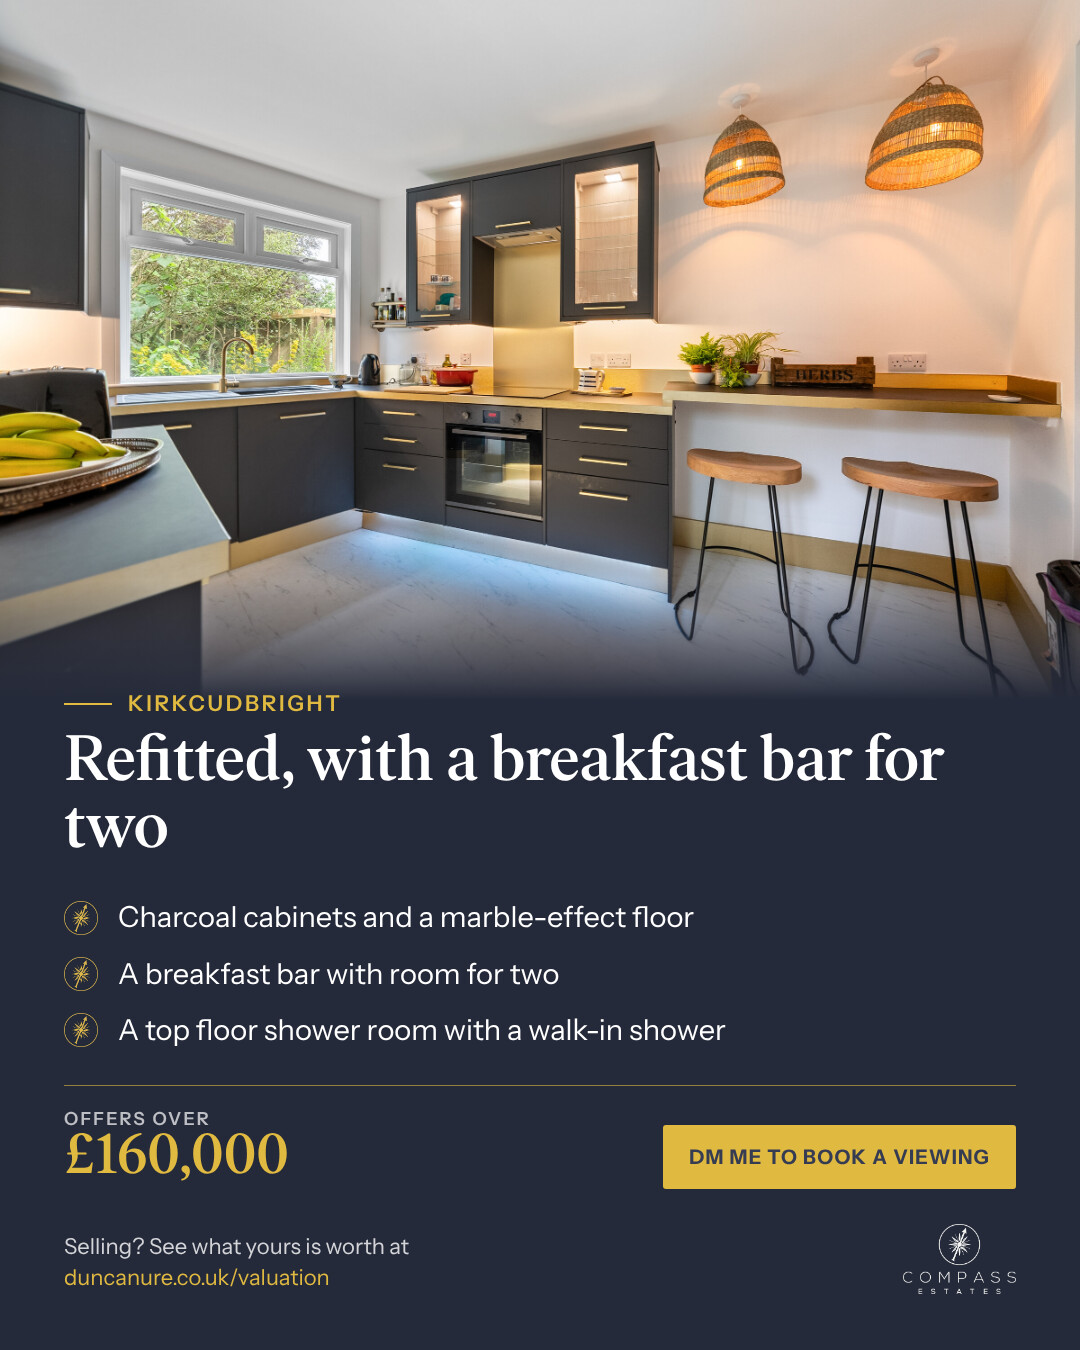 HERBS
KIRKCUDBRIGHT
Refitted, with a breakfast bar for
two
Charcoal cabinets and a marble-effect floor
A breakfast bar with room for two
A top floor shower room with a walk-in shower
OFFERS OVER
£160,000
DM ME TO BOOK A VIEWING
Selling? See what yours is worth at
duncanure.co.uk/valuation
COMPASS
ESTATES